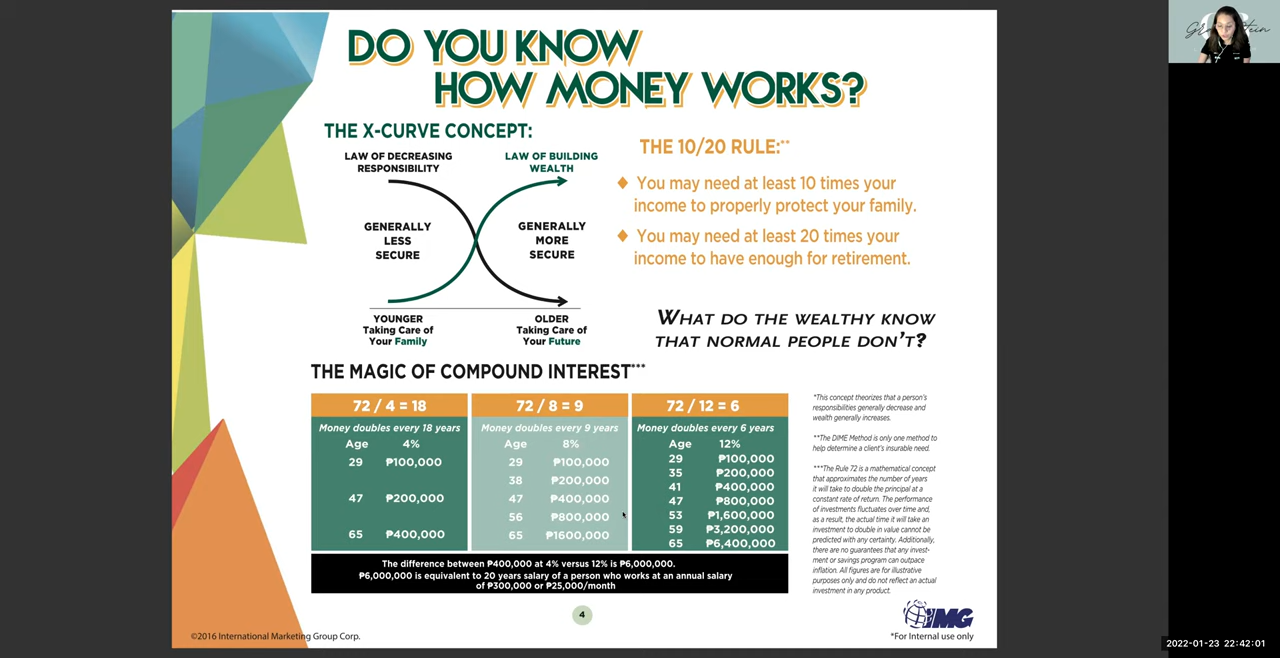 DO YOU KNOW
HOW MONEY WORKS?
THE X-CURVE CONCEPT:
LAW OF DECREASING
RESPONSIBILITY
LAW OF BUILDING
WEALTH
GENERALLY
LESS
SECURE
GENERALLY
MORE
SECURE
YOUNGER
Taking Care of
Your Family
OLDER
Taking Care of
Your Future
THE 10/20 RULE:**
You may need at least 10 times your
income to properly protect your family.
You may need at least 20 times your
income to have enough for retirement.
WHAT DO THE WEALTHY KNOW
THAT NORMAL PEOPLE DON'T?
THE MAGIC OF COMPOUND INTEREST***
72 / 4 = 18
Money doubles every 18 years
Age 4%
29 ₱100,000
47 ₱200,000
65 ₱400,000
72 / 8 = 9
Money doubles every 9 years
Age 8%
29 ₱100,000
38 ₱200,000
47 ₱400,000
56 ₱800,000
65 ₱1600,000
72 / 12 = 6
Money doubles every 6 years
Age 12%
29 ₱100,000
35 ₱200,000
41 ₱400,000
47 ₱800,000
53 ₱1,600,000
59 ₱3,200,000
65 ₱6,400,000
The difference between ₱400,000 at 4% versus 12% is ₱6,000,000.
₱6,000,000 is equivalent to 20 years salary of a person who works at an annual salary
of ₱300,000 or ₱25,000/month
*This concept theorizes that a person's
responsibilities generally decrease and
wealth generally increases.
**The DIME Method is only one method to
help determine a client's insurable need.
***The Rule 72 is a mathematical concept
that approximates the number of years
it will take to double the principal at a
constant rate of return. The performance
of investments fluctuates over time and,
as a result, the actual time it will take an
investment to double in value cannot be
predicted with any certainty. Additionally,
there are no guarantees that any invest-
ment or savings program can outpace
inflation. All figures are for illustrative
purposes only and do not reflect an actual
investment in any product.
4
IMG
©2016 International Marketing Group Corp.
*For Internal use only
2022-01-23 22:42:01